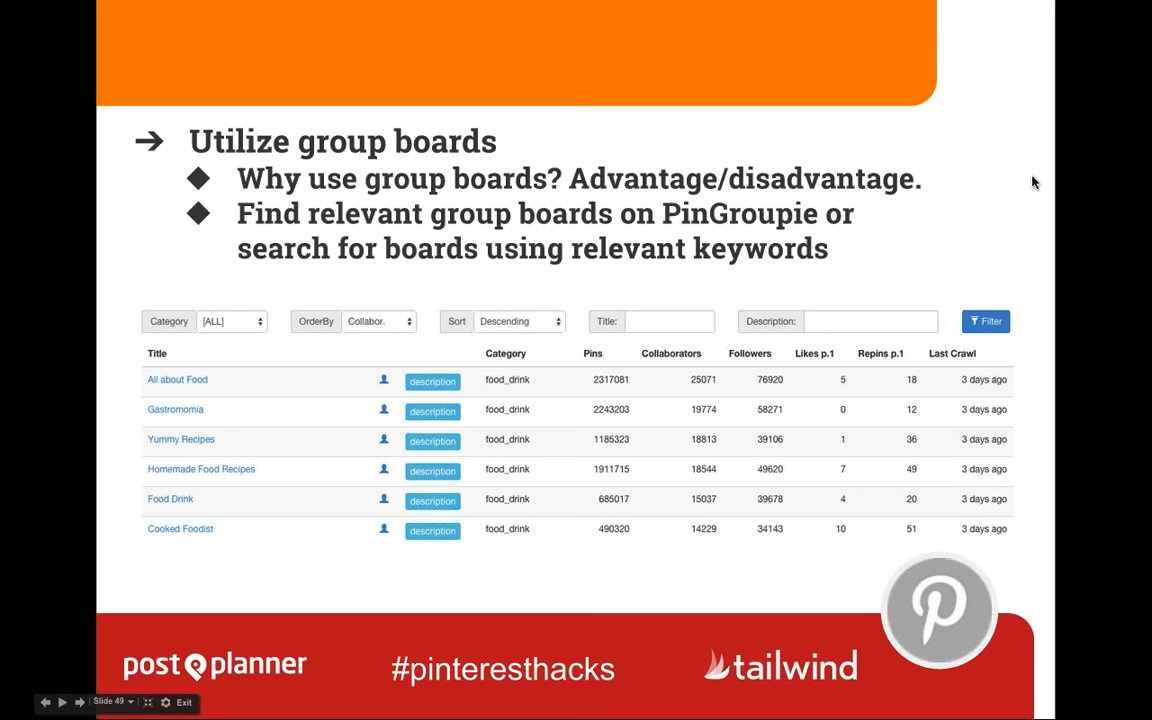 ➔ Utilize group boards
◆ Why use group boards? Advantage/disadvantage.
◆ Find relevant group boards on PinGroupie or
search for boards using relevant keywords
Category [ALL] OrderBy Collabor. Sort Descending Title: Description: Filter
Title Category Pins Collaborators Followers Likes p.1 Repins p.1 Last Crawl
All about Food description food_drink 2317081 25071 76920 5 18 3 days ago
Gastromomia description food_drink 2243203 19774 58271 0 12 3 days ago
Yummy Recipes description food_drink 1185323 18813 39106 1 36 3 days ago
Homemade Food Recipes description food_drink 1911715 18544 49620 7 49 3 days ago
Food Drink description food_drink 685017 15037 39678 4 20 3 days ago
Cooked Foodist description food_drink 490320 14229 34143 10 51 3 days ago
post planner #pinteresthacks tailwind
Slide 49 Exit